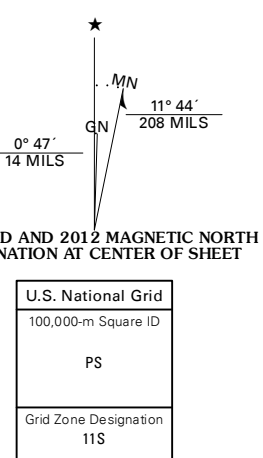 ★
MN
11° 44´
208 MILS
GN
0° 47´
14 MILS
D AND 2012 MAGNETIC NORTH
NATION AT CENTER OF SHEET
U.S. National Grid
100,000-m Square ID
PS
Grid Zone Designation
11S